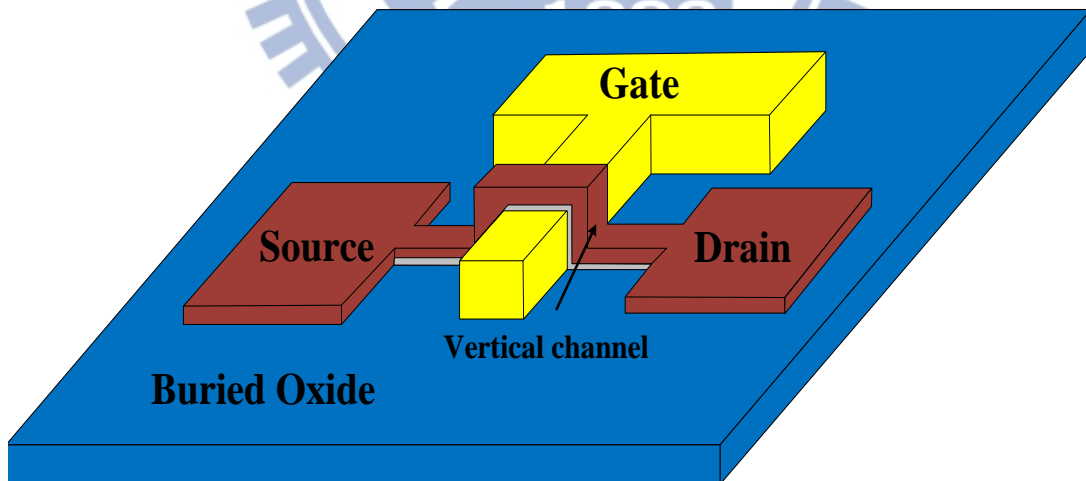 Gate
Source
Drain
Vertical channel
Buried Oxide